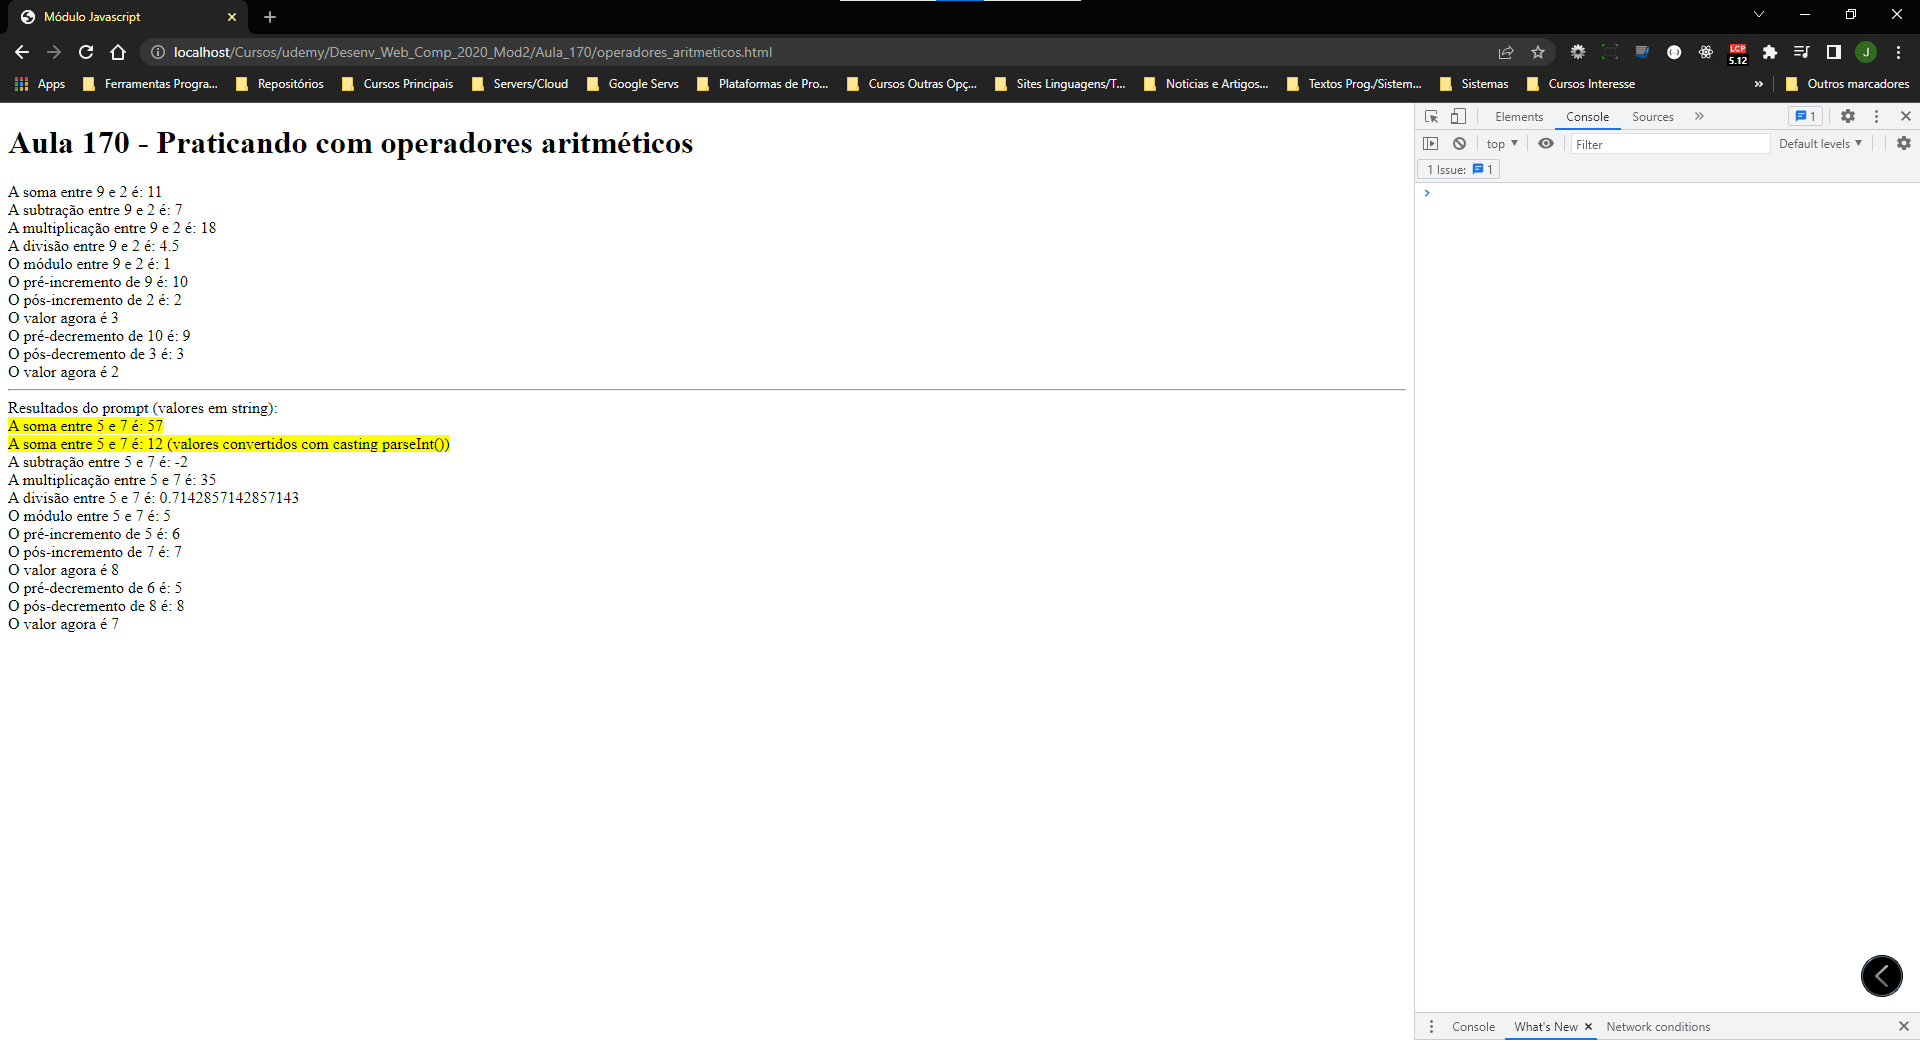 Módulo Javascript
localhost/Cursos/udemy/Desenv_Web_Comp_2020_Mod2/Aula_170/operadores_aritmeticos.html
LCP
5.12
J
Apps
Ferramentas Progra...
Repositórios
Cursos Principais
Servers/Cloud
Google Servs
Plataformas de Pro...
Cursos Outras Opç...
Sites Linguagens/T...
Noticias e Artigos...
Textos Prog./Sistem...
Sistemas
Cursos Interesse
»
Outros marcadores
Aula 170 - Praticando com operadores aritméticos
A soma entre 9 e 2 é: 11
A subtração entre 9 e 2 é: 7
A multiplicação entre 9 e 2 é: 18
A divisão entre 9 e 2 é: 4.5
O módulo entre 9 e 2 é: 1
O pré-incremento de 9 é: 10
O pós-incremento de 2 é: 2
O valor agora é 3
O pré-decremento de 10 é: 9
O pós-decremento de 3 é: 3
O valor agora é 2
Resultados do prompt (valores em string):
A soma entre 5 e 7 é: 57
A soma entre 5 e 7 é: 12 (valores convertidos com casting parseInt())
A subtração entre 5 e 7 é: -2
A multiplicação entre 5 e 7 é: 35
A divisão entre 5 e 7 é: 0.7142857142857143
O módulo entre 5 e 7 é: 5
O pré-incremento de 5 é: 6
O pós-incremento de 7 é: 7
O valor agora é 8
O pré-decremento de 6 é: 5
O pós-decremento de 8 é: 8
O valor agora é 7
Elements Console Sources » 1
top Filter Default levels
1 Issue: 1
Console What's New Network conditions